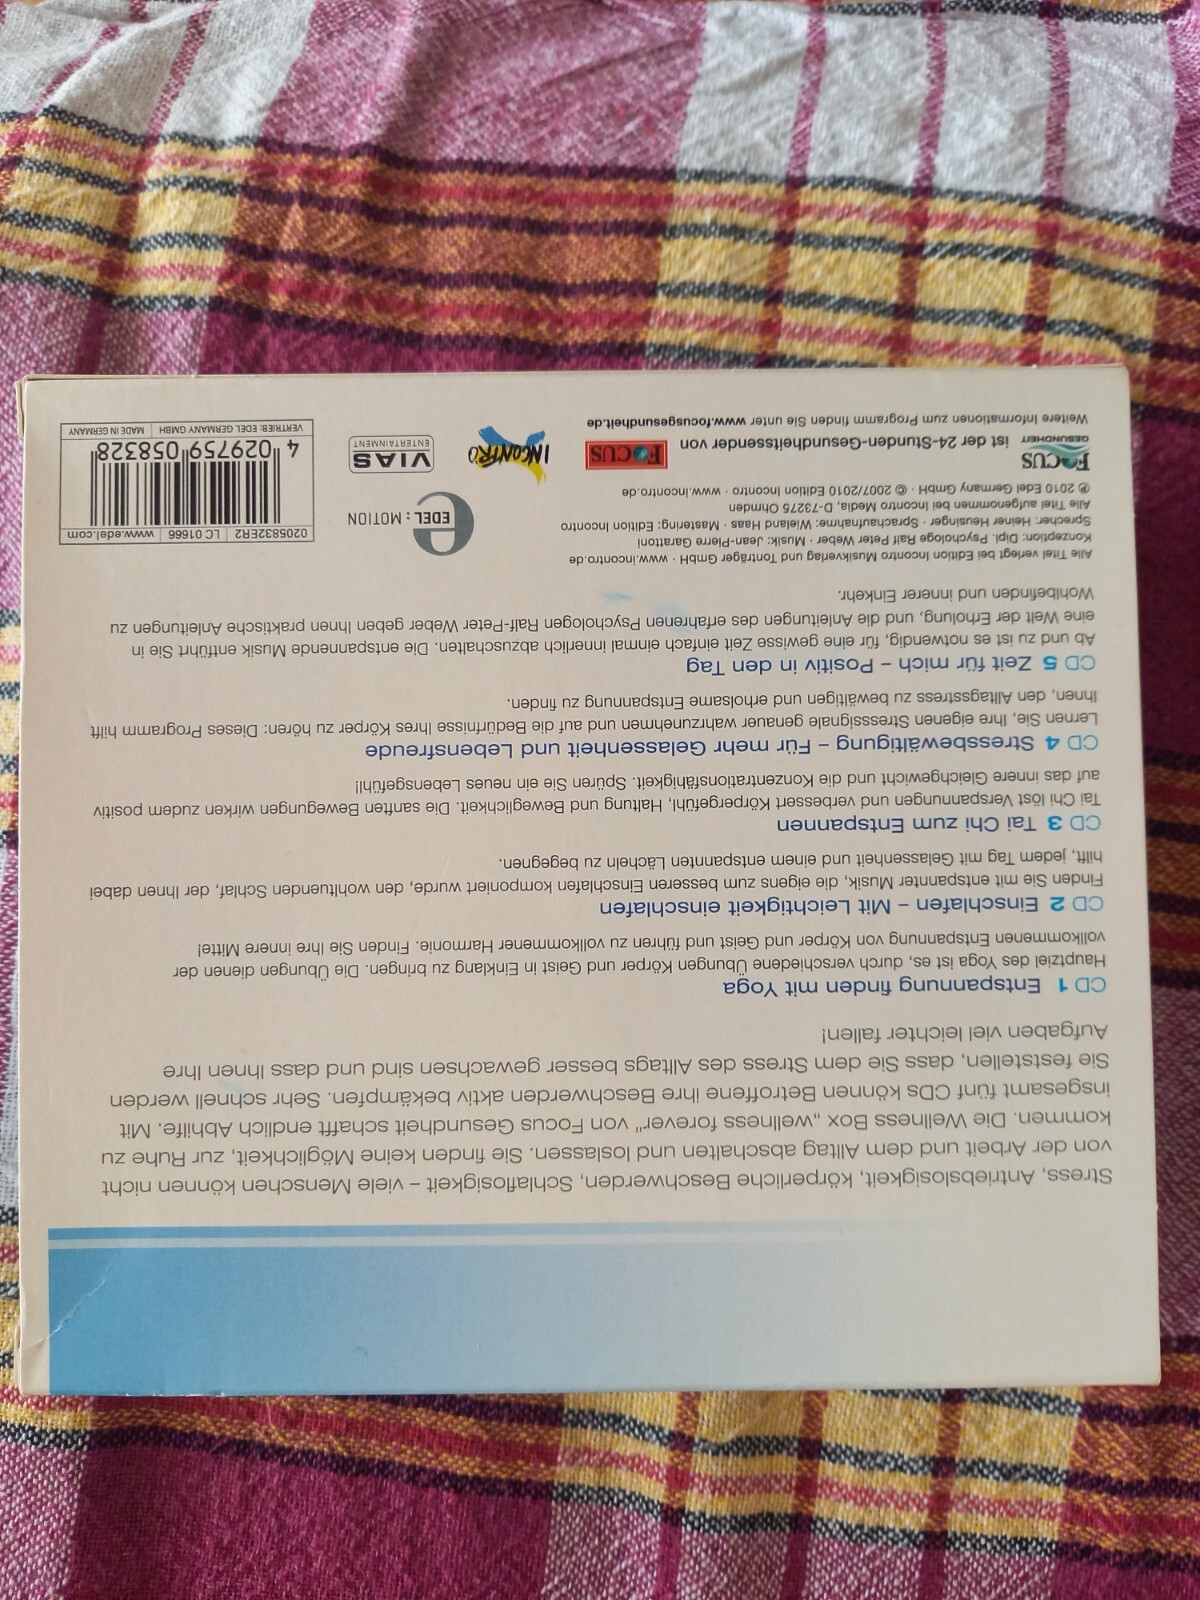 Stress, Antriebslosigkeit, körperliche Beschwerden, Schlaflosigkeit – viele Menschen können nicht
von der Arbeit und dem Alltag abschalten und loslassen. Sie finden keine Möglichkeit, zur Ruhe zu
kommen. Die Wellness Box „wellness forever“ von Focus Gesundheit schafft endlich Abhilfe. Mit
insgesamt fünf CDs können Betroffene ihre Beschwerden aktiv bekämpfen. Sehr schnell werden
Sie feststellen, dass Sie dem Stress des Alltags besser gewachsen sind und dass Ihnen Ihre
Aufgaben viel leichter fallen!
CD 1 Entspannung finden mit Yoga
Hauptziel des Yoga ist es, durch verschiedene Übungen Körper und Geist in Einklang zu bringen. Die Übungen dienen der
vollkommenen Entspannung von Körper und Geist und führen zu vollkommener Harmonie. Finden Sie Ihre innere Mitte!
CD 2 Einschlafen – Mit Leichtigkeit einschlafen
Finden Sie mit entspannter Musik, die eigens zum besseren Einschlafen komponiert wurde, den wohltuenden Schlaf, der Ihnen dabei
hilft, jedem Tag mit Gelassenheit und einem entspannten Lächeln zu begegnen.
CD 3 Tai Chi zum Entspannen
Tai Chi löst Verspannungen und verbessert Körpergefühl, Haltung und Beweglichkeit. Die sanften Bewegungen wirken zudem positiv
auf das innere Gleichgewicht und die Konzentrationsfähigkeit. Spüren Sie ein neues Lebensgefühl!
CD 4 Stressbewältigung – Für mehr Gelassenheit und Lebensfreude
Lernen Sie, Ihre eigenen Stresssignale genauer wahrzunehmen und auf die Bedürfnisse Ihres Körper zu hören: Dieses Programm hilft
Ihnen, den Alltagsstress zu bewältigen und erholsame Entspannung zu finden.
CD 5 Zeit für mich – Positiv in den Tag
Ab und zu ist es notwendig, für eine gewisse Zeit einfach einmal innerlich abzuschalten. Die entspannende Musik entführt Sie in
eine Welt der Erholung, und die Anleitungen des erfahrenen Psychologen Ralf-Peter Weber geben Ihnen praktische Anleitungen zu
Wohlbefinden und innerer Einkehr.
Alle Titel verlegt bei Edition Incontro Musikverlag und Tonträger GmbH · www.incontro.de
Konzeption: Dipl. Psychologe Ralf Peter Weber · Musik: Jean-Pierre Garattoni
Sprecher: Heiner Heusinger · Sprachaufnahme: Wieland Haas · Mastering: Edition Incontro
Alle Titel aufgenommen bei Incontro Media, D-73275 Ohmden
℗ 2010 Edel Germany GmbH · © 2007/2010 Edition Incontro · www.incontro.de
FOCUS GESUNDHEIT ist der 24-Stunden-Gesundheitssender von FOCUS
Weitere Informationen zum Programm finden Sie unter www.focusgesundheit.de
e EDEL : MOTION
INCONTRO
VIAS ENTERTAINMENT
0205832ER2 | LC 01666 | www.edel.com
4 029759 058328
VERTRIEB: EDEL GERMANY GMBH | MADE IN GERMANY